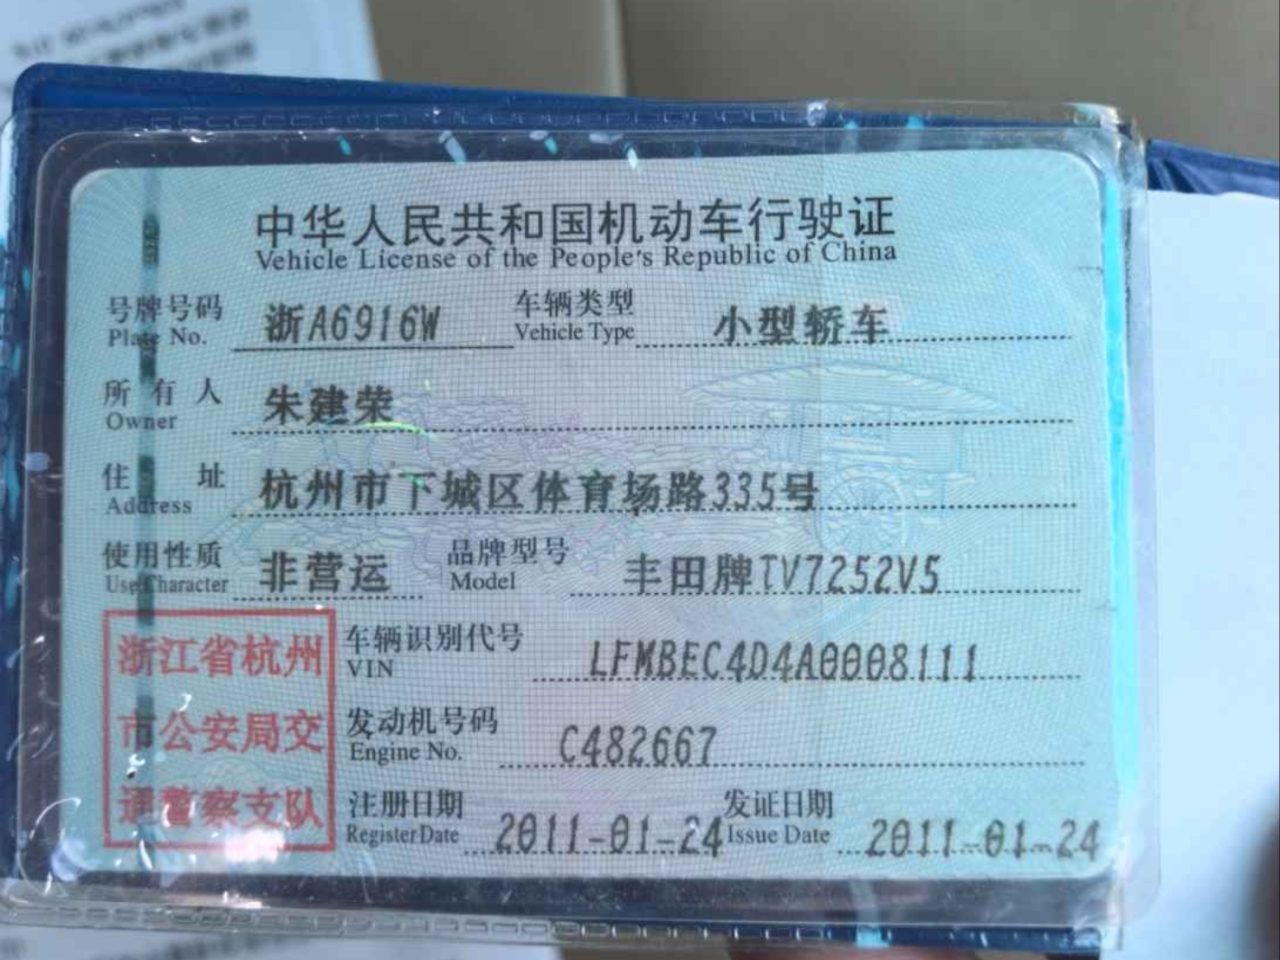 中华人民共和国机动车行驶证
Vehicle License of the People's Republic of China
号牌号码 浙A6916W 车辆类型 小型轿车
Plate No. Vehicle Type
所有人 朱建荣
Owner
住址 杭州市下城区体育场路335号
Address
使用性质 非营运 品牌型号 丰田牌TV7252V5
Use Character Model
浙江省杭州
市公安局交
通警察支队
车辆识别代号 LFMBEC4D4A0008111
VIN
发动机号码 C482667
Engine No.
注册日期 2011-01-24 发证日期 2011-01-24
Register Date Issue Date